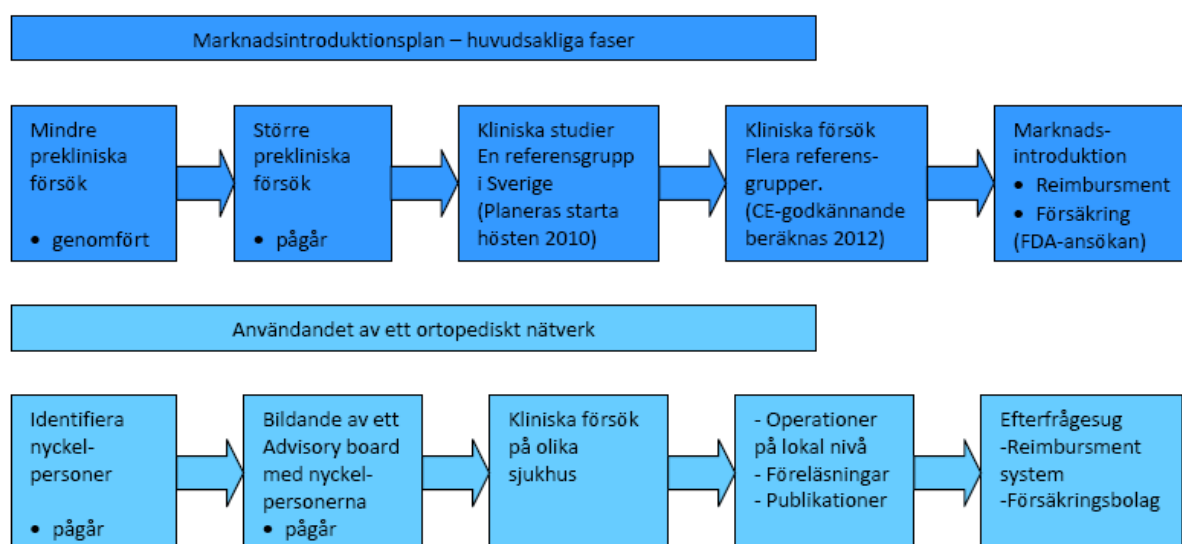 Marknadsintroduktionsplan – huvudsakliga faser
Mindre
prekliniska
försök
• genomfört
Större
prekliniska
försök
• pågår
Kliniska studier
En referensgrupp
i Sverige
(Planeras starta
hösten 2010)
Kliniska försök
Flera referens-
grupper.
(CE-godkännande
beräknas 2012)
Marknads-
introduktion
• Reimbursment
• Försäkring
(FDA-ansökan)
Användandet av ett ortopediskt nätverk
Identifiera
nyckel-
personer
• pågår
Bildande av ett
Advisory board
med nyckel-
personerna
• pågår
Kliniska försök
på olika
sjukhus
- Operationer
på lokal nivå
- Föreläsningar
- Publikationer
Efterfrågesug
-Reimbursment
system
-Försäkringsbolag